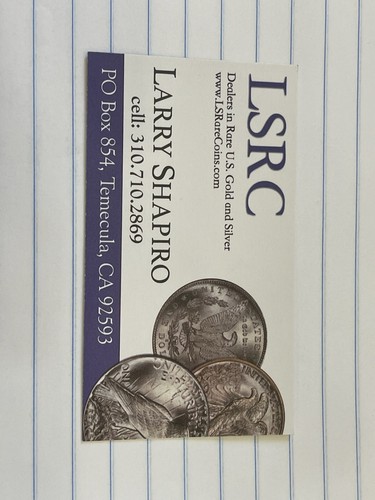 LSRC
Dealers in Rare U.S. Gold and Silver
www.LSRareCoins.com
LARRY SHAPIRO
cell: 310.710.2869
PO Box 854, Temecula, CA 92593